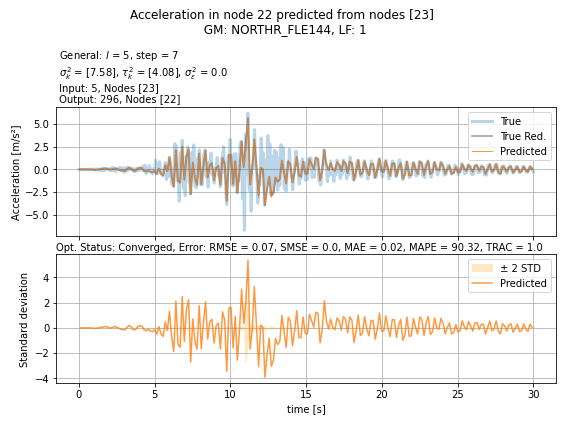 Acceleration in node 22 predicted from nodes [23]
GM: NORTHR_FLE144, LF: 1
General: l = 5, step = 7
σ²ₖ = [7.58], τ²ₖ = [4.08], σ²ε = 0.0
Input: 5, Nodes [23]
Output: 296, Nodes [22]
Acceleration [m/s²]
5.0
2.5
0.0
−2.5
−5.0
True
True Red.
Predicted
Opt. Status: Converged, Error: RMSE = 0.07, SMSE = 0.0, MAE = 0.02, MAPE = 90.32, TRAC = 1.0
Standard deviation
4
2
0
−2
−4
± 2 STD
Predicted
0 5 10 15 20 25 30
time [s]